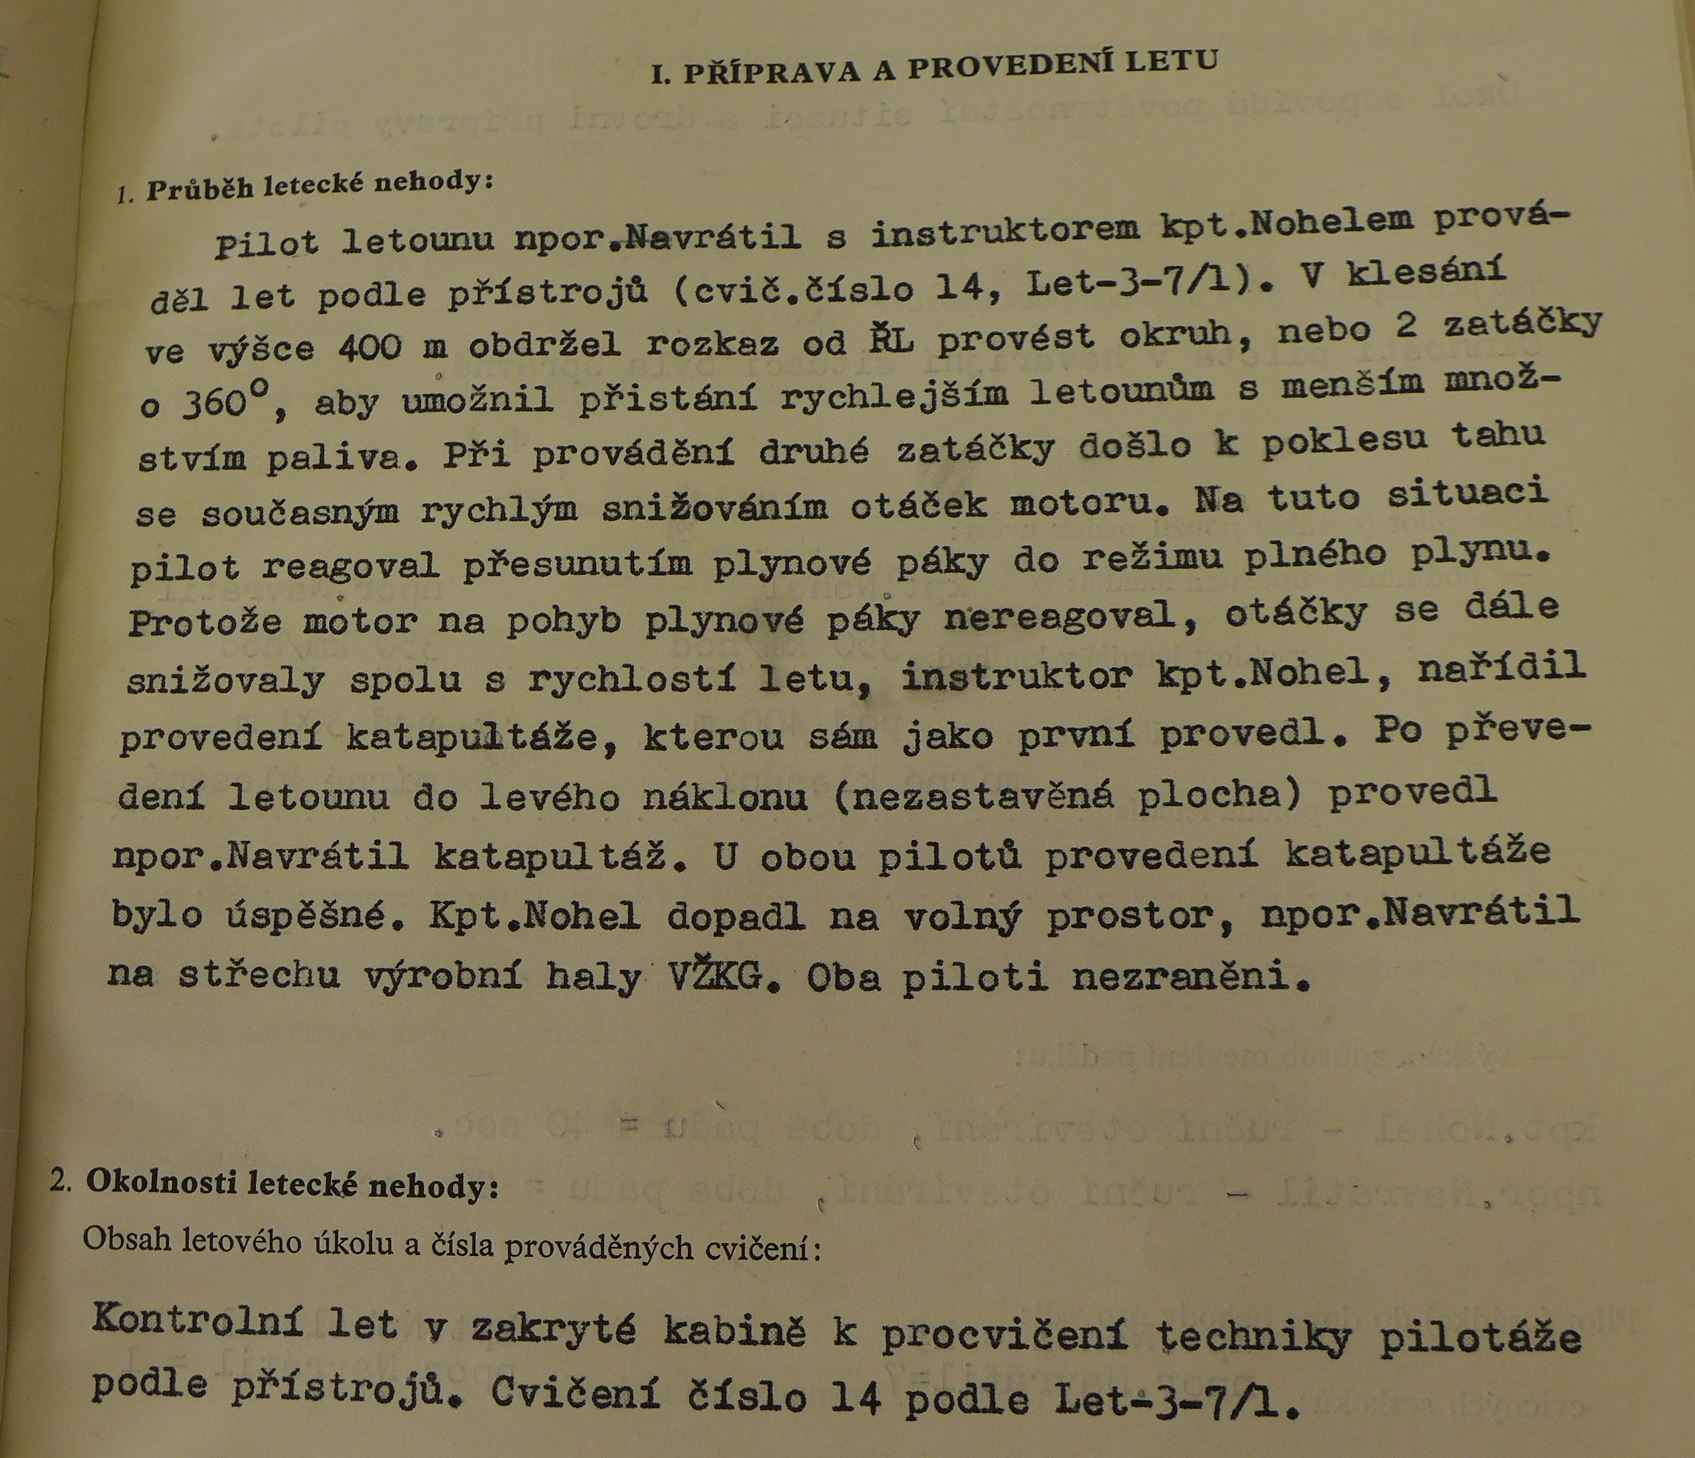 I. PŘÍPRAVA A PROVEDENÍ LETU
1. Průběh letecké nehody:
Pilot letounu npor.Navrátil s instruktorem kpt.Nohelem prová-
děl let podle přístrojů (cvič.číslo 14, Let-3-7/1). V klesání
ve výšce 400 m obdržel rozkaz od ŘL provést okruh, nebo 2 zatáčky
o 360°, aby umožnil přistání rychlejším letounům s menším množ-
stvím paliva. Při provádění druhé zatáčky došlo k poklesu tahu
se současným rychlým snižováním otáček motoru. Na tuto situaci
pilot reagoval přesunutím plynové páky do režimu plného plynu.
Protože motor na pohyb plynové páky nereagoval, otáčky se dále
snižovaly spolu s rychlostí letu, instruktor kpt.Nohel, nařídil
provedení katapultáže, kterou sám jako první provedl. Po převe-
dení letounu do levého náklonu (nezastavěná plocha) provedl
npor.Navrátil katapultáž. U obou pilotů provedení katapultáže
bylo úspěšné. Kpt.Nohel dopadl na volný prostor, npor.Navrátil
na střechu výrobní haly VŽKG. Oba piloti nezraněni.
2. Okolnosti letecké nehody:
Obsah letového úkolu a čísla prováděných cvičení:
Kontrolní let v zakryté kabině k procvičení techniky pilotáže
podle přístrojů. Cvičení číslo 14 podle Let-3-7/1.